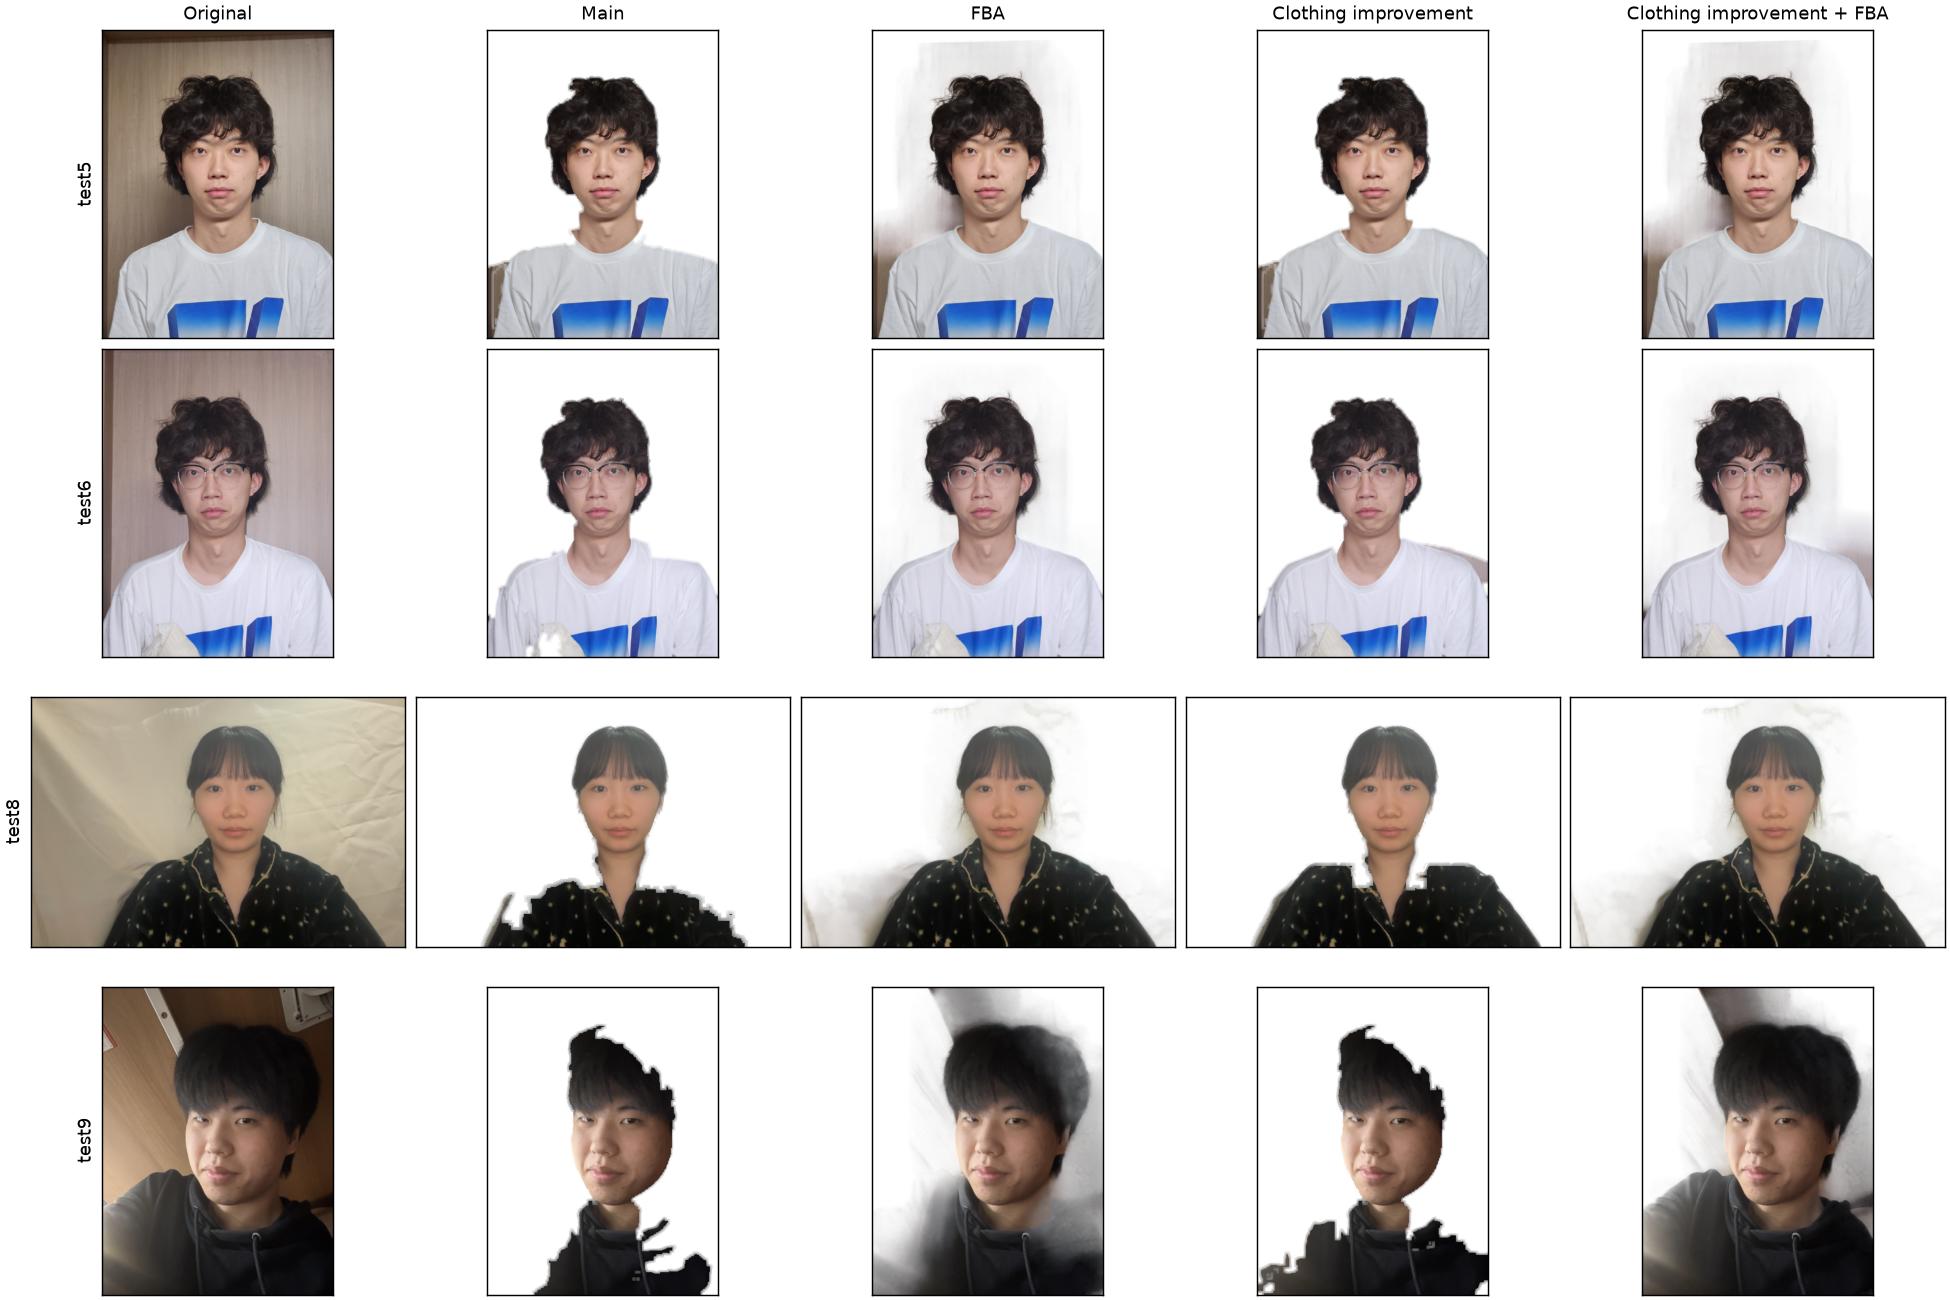 Original Main FBA Clothing improvement Clothing improvement + FBA
test5
test6
test8
test9